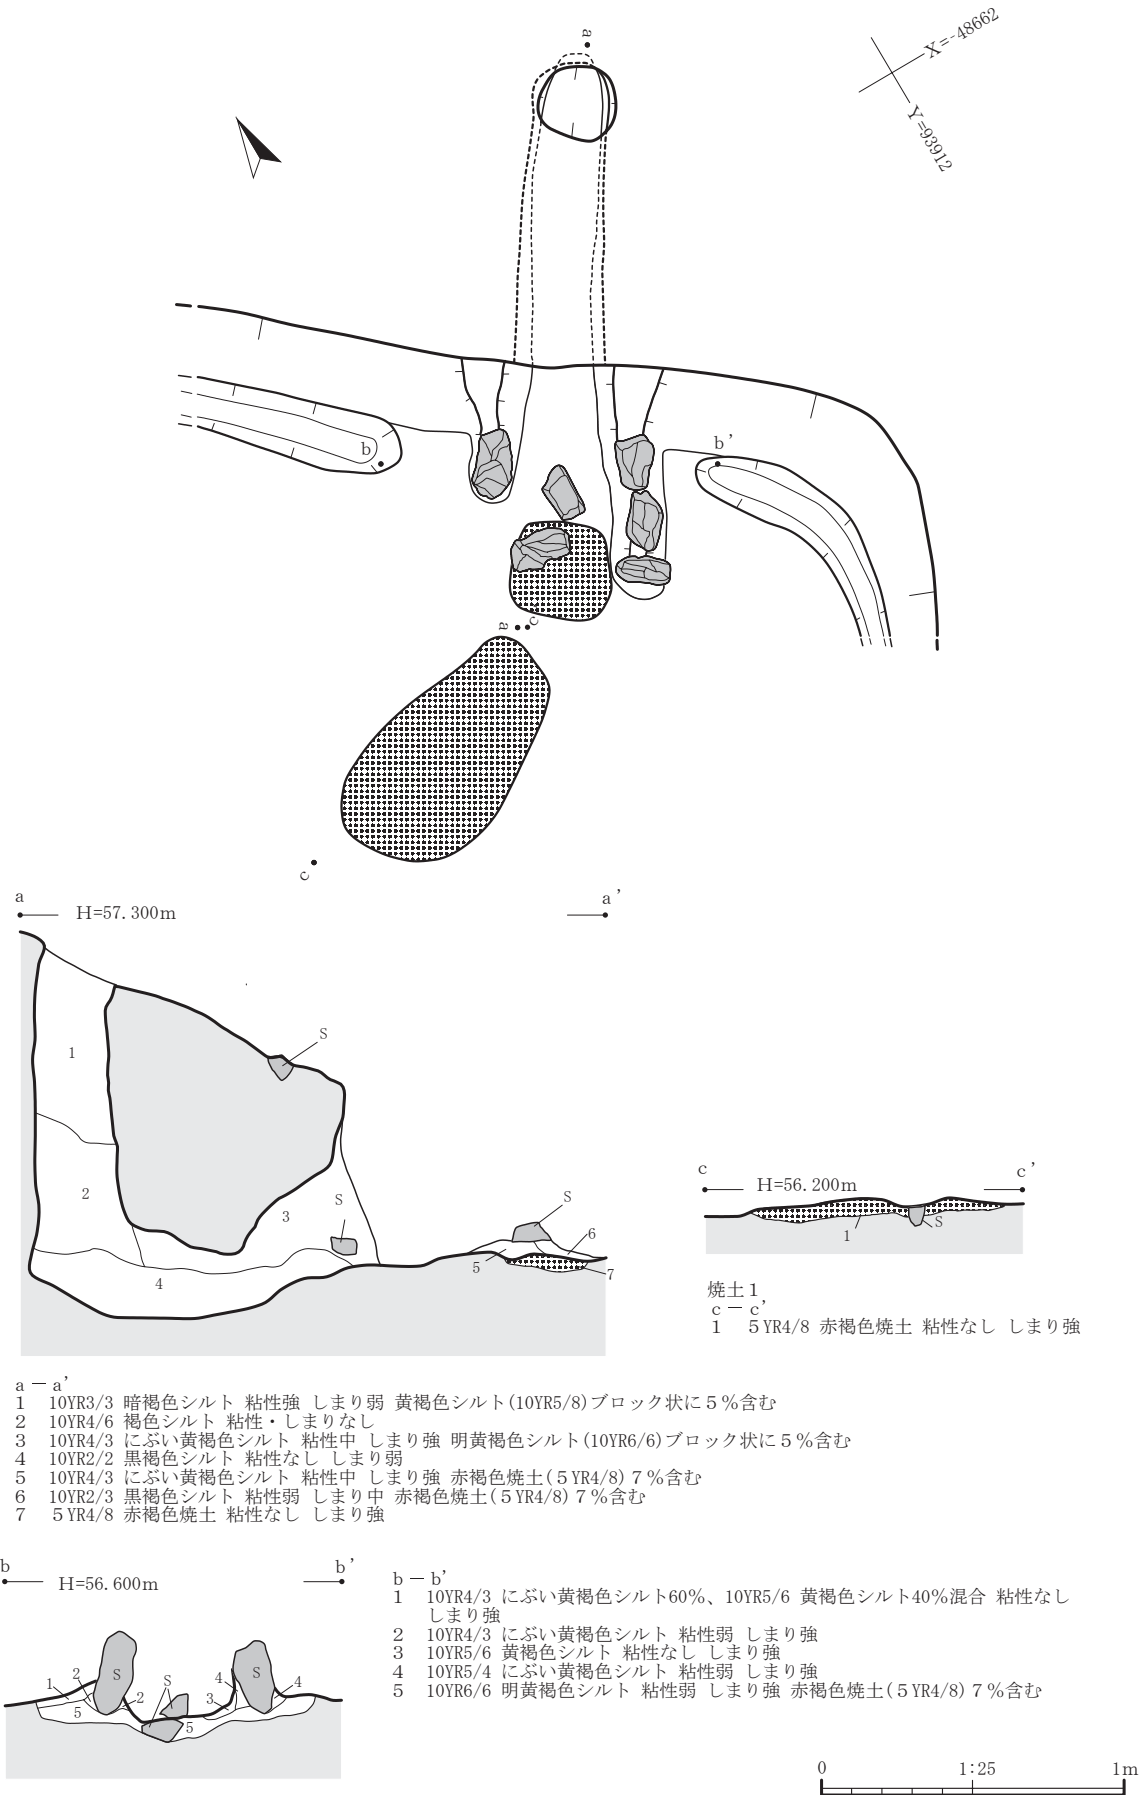 a
X=-48662
Y=93912
b
b’
a
c’
c
a
H=57.300m
a’
1
S
2
S
3
4
S
6
5
7
c
H=56.200m
c’
S
1
焼土１
c － c’
1 ５YR4/8 赤褐色焼土 粘性なし しまり強
a － a’
1 10YR3/3 暗褐色シルト 粘性強 しまり弱 黄褐色シルト(10YR5/8)ブロック状に５％含む
2 10YR4/6 褐色シルト 粘性・しまりなし
3 10YR4/3 にぶい黄褐色シルト 粘性中 しまり強 明黄褐色シルト(10YR6/6)ブロック状に５％含む
4 10YR2/2 黒褐色シルト 粘性なし しまり弱
5 10YR4/3 にぶい黄褐色シルト 粘性中 しまり強 赤褐色焼土(５YR4/8)７％含む
6 10YR2/3 黒褐色シルト 粘性弱 しまり中 赤褐色焼土(５YR4/8)７％含む
7 ５YR4/8 赤褐色焼土 粘性なし しまり強
b
H=56.600m
b’
1
2
S
2
S
4
3
S
4
5
5
b － b’
1 10YR4/3 にぶい黄褐色シルト60％、10YR5/6 黄褐色シルト40％混合 粘性なし
しまり強
2 10YR4/3 にぶい黄褐色シルト 粘性弱 しまり強
3 10YR5/6 黄褐色シルト 粘性なし しまり強
4 10YR5/4 にぶい黄褐色シルト 粘性弱 しまり強
5 10YR6/6 明黄褐色シルト 粘性弱 しまり強 赤褐色焼土(５YR4/8)７％含む
0 1:25 1m